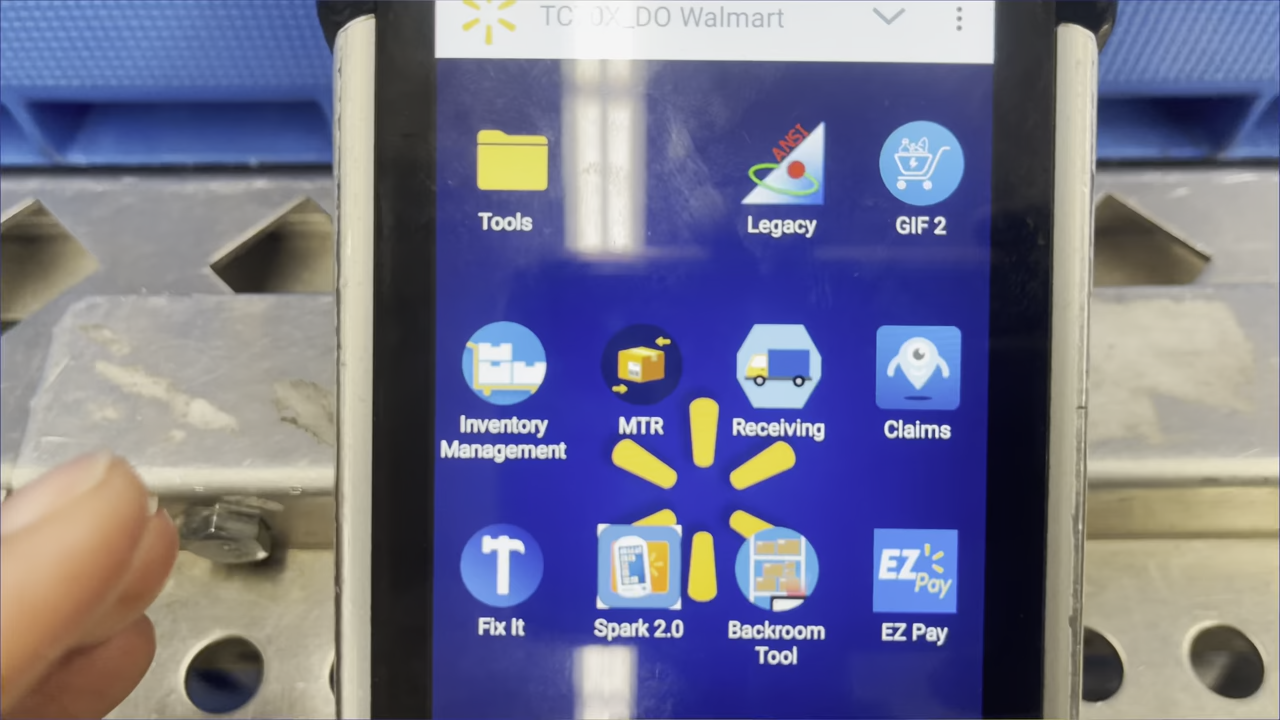 _DO Walmart
Tools
ANSI
Legacy
GIF 2
Inventory
Management
MTR
Receiving
Claims
Fix It
Spark 2.0
Backroom
Tool
EZ Pay
EZ
Pay